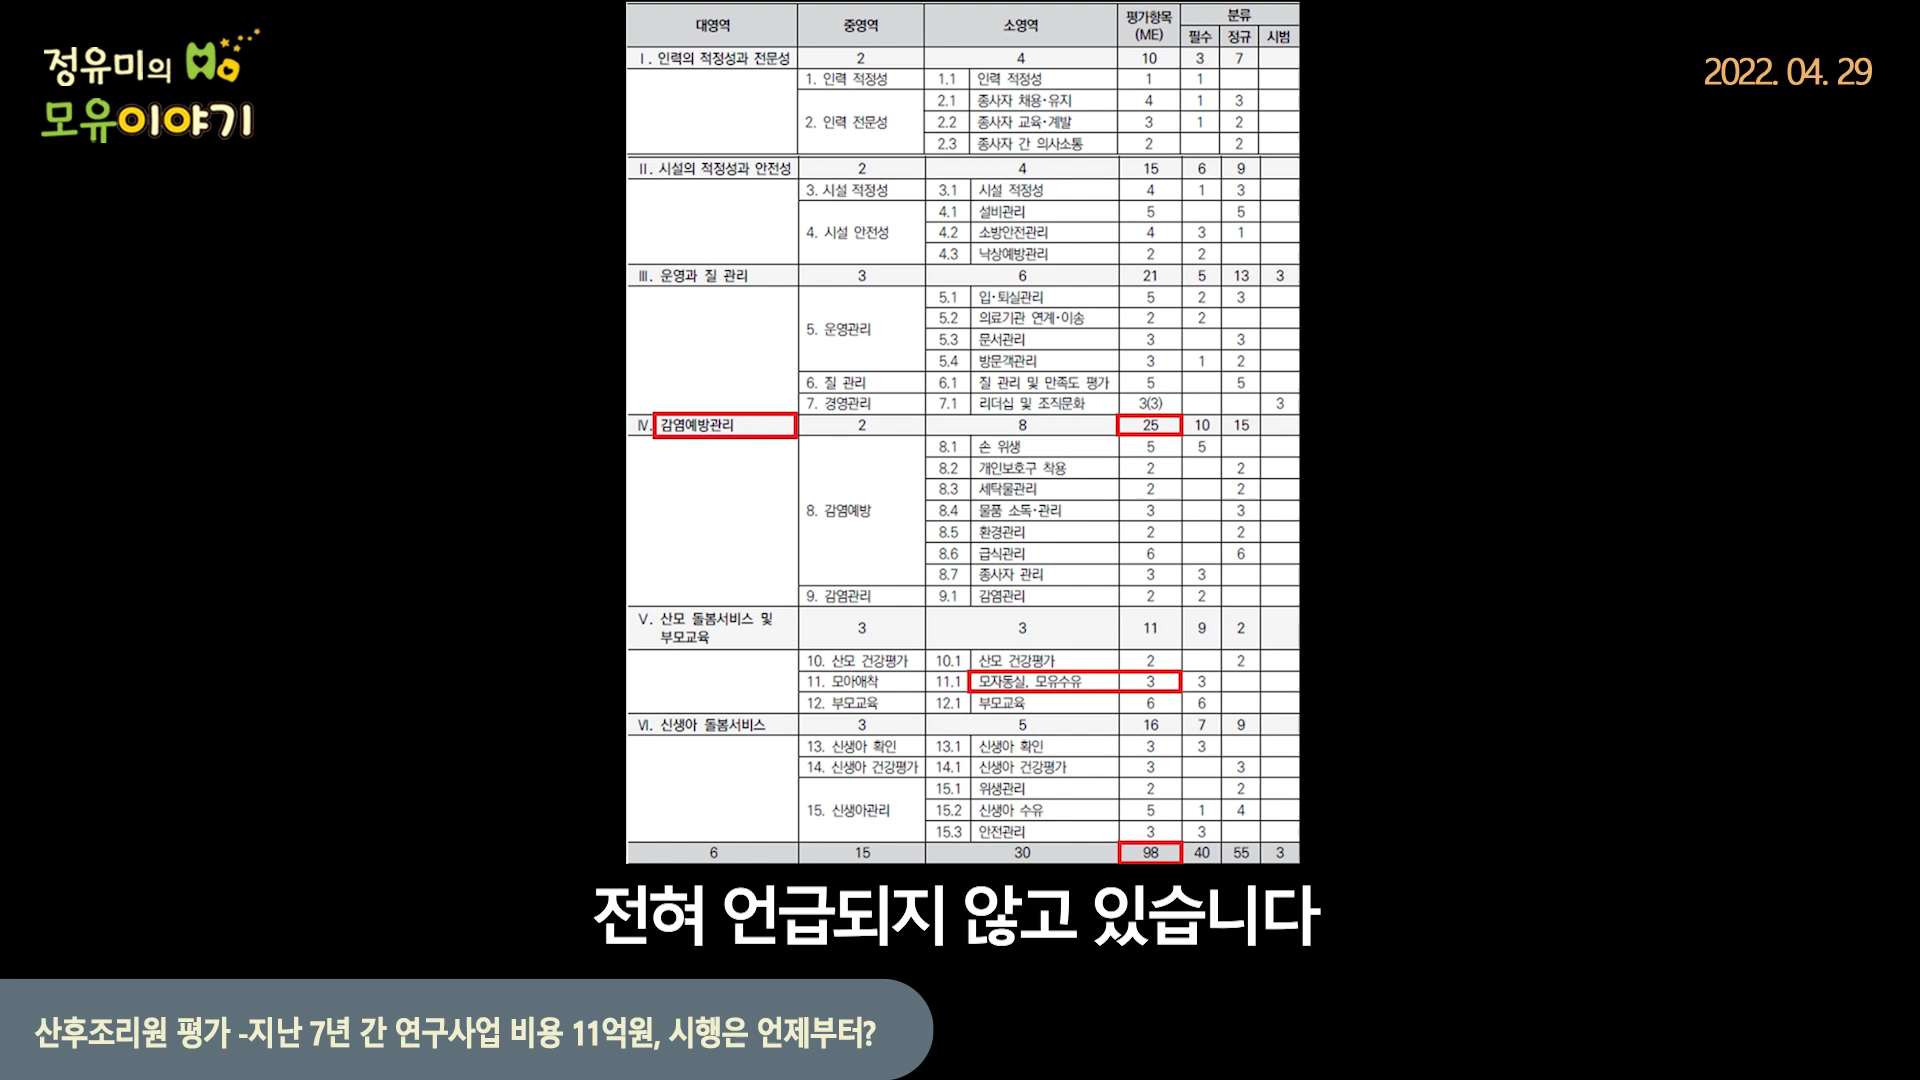 정유미의
모유이야기
2022. 04. 29
대영역 중영역 소영역 평가항목 (ME) 분류
필수 정규 시범
Ⅰ. 인력의 적정성과 전문성 2 4 10 3 7
1. 인력 적정성 1.1 인력 적정성 1 1
2. 인력 전문성 2.1 종사자 채용·유지 4 1 3
2.2 종사자 교육·계발 3 1 2
2.3 종사자 간 의사소통 2 2
Ⅱ. 시설의 적정성과 안전성 2 4 15 6 9
3. 시설 적정성 3.1 시설 적정성 4 1 3
4. 시설 안전성 4.1 설비관리 5 5
4.2 소방안전관리 4 3 1
4.3 낙상예방관리 2 2
Ⅲ. 운영과 질 관리 3 6 21 5 13 3
5. 운영관리 5.1 입·퇴실관리 5 2 3
5.2 의료기관 연계·이송 2 2
5.3 문서관리 3 3
5.4 방문객관리 3 1 2
6. 질 관리 6.1 질 관리 및 만족도 평가 5 5
7. 경영관리 7.1 리더십 및 조직문화 3(3) 3
Ⅳ. 감염예방관리 2 8 25 10 15
8. 감염예방 8.1 손 위생 5 5
8.2 개인보호구 착용 2 2
8.3 세탁물관리 2 2
8.4 물품 소독·관리 3 3
8.5 환경관리 2 2
8.6 급식관리 6 6
8.7 종사자 관리 3 3
9. 감염관리 9.1 감염관리 2 2
Ⅴ. 산모 돌봄서비스 및 부모교육 3 3 11 9 2
10. 산모 건강평가 10.1 산모 건강평가 2 2
11. 모아애착 11.1 모자동실, 모유수유 3 3
12. 부모교육 12.1 부모교육 6 6
Ⅵ. 신생아 돌봄서비스 3 5 16 7 9
13. 신생아 확인 13.1 신생아 확인 3 3
14. 신생아 건강평가 14.1 신생아 건강평가 3 3
15. 신생아관리 15.1 위생관리 2 2
15.2 신생아 수유 5 1 4
15.3 안전관리 3 3
6 15 30 98 40 55 3
전혀 언급되지 않고 있습니다
산후조리원 평가 -지난 7년 간 연구사업 비용 11억원, 시행은 언제부터?